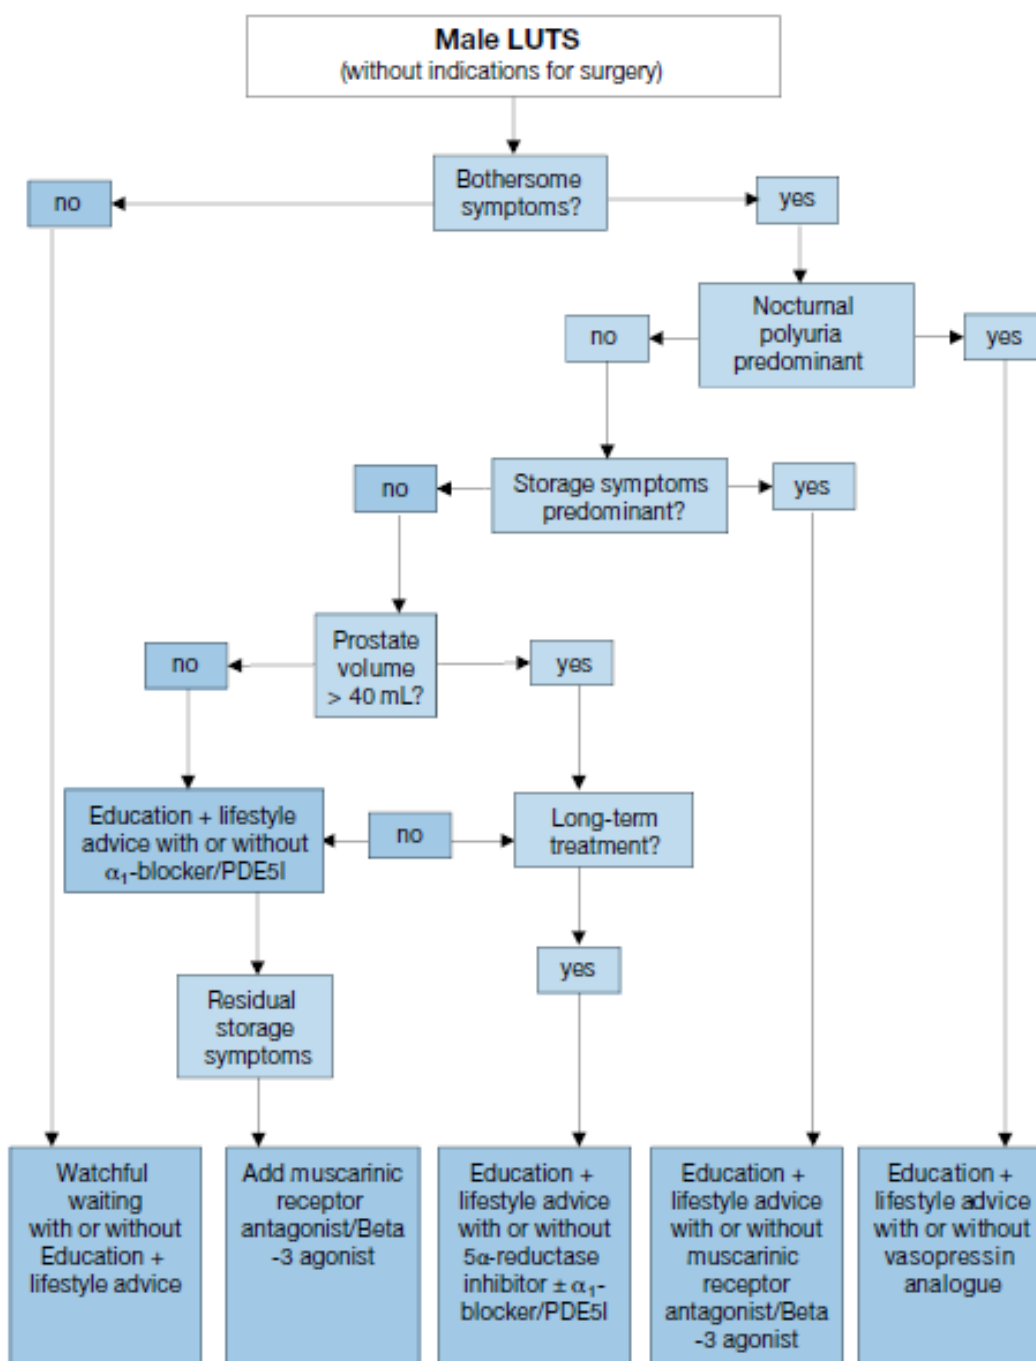 Male LUTS
(without indications for surgery)
Bothersome
symptoms?
no
yes
Nocturnal
polyuria
predominant
no
yes
Storage symptoms
predominant?
no
yes
Prostate
volume
> 40 mL?
no
yes
Education + lifestyle
advice with or without
α₁-blocker/PDE5I
no
Long-term
treatment?
yes
Residual
storage
symptoms
Watchful
waiting
with or without
Education +
lifestyle advice
Add muscarinic
receptor
antagonist/Beta
-3 agonist
Education +
lifestyle advice
with or without
5α-reductase
inhibitor ± α₁-
blocker/PDE5I
Education +
lifestyle advice
with or without
muscarinic
receptor
antagonist/Beta
-3 agonist
Education +
lifestyle advice
with or without
vasopressin
analogue